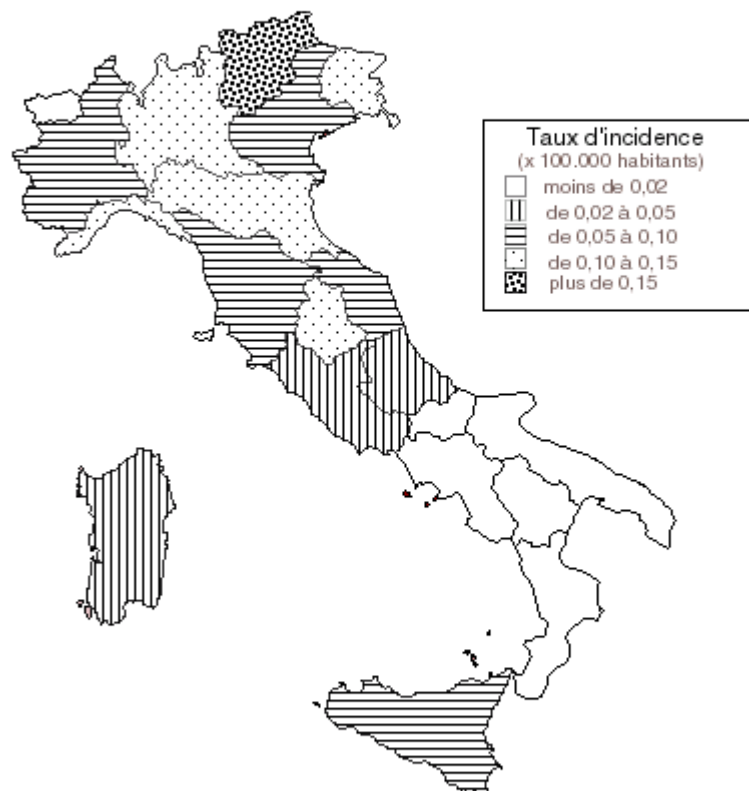 Taux d'incidence
(x 100.000 habitants)
moins de 0,02
de 0,02 à 0,05
de 0,05 à 0,10
de 0,10 à 0,15
plus de 0,15